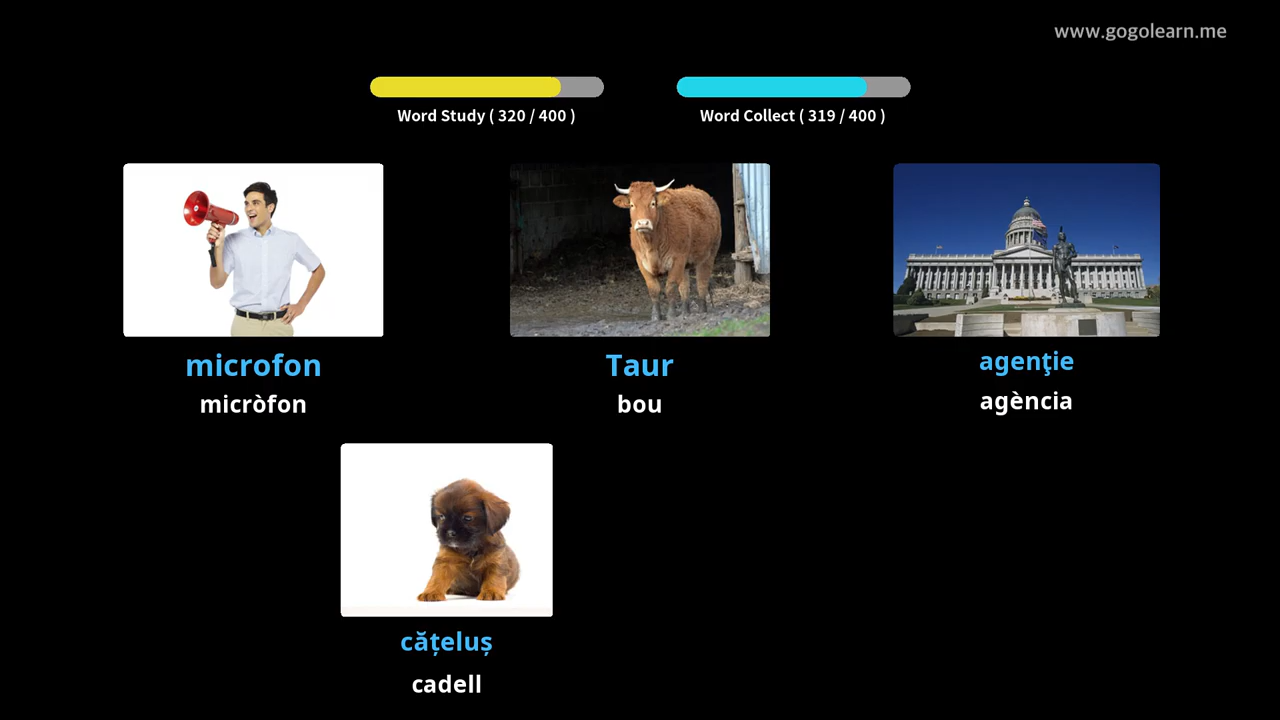 www.gogolearn.me
Word Study ( 320 / 400 )
Word Collect ( 319 / 400 )
microfon
micròfon
Taur
bou
agenţie
agència
cățeluș
cadell